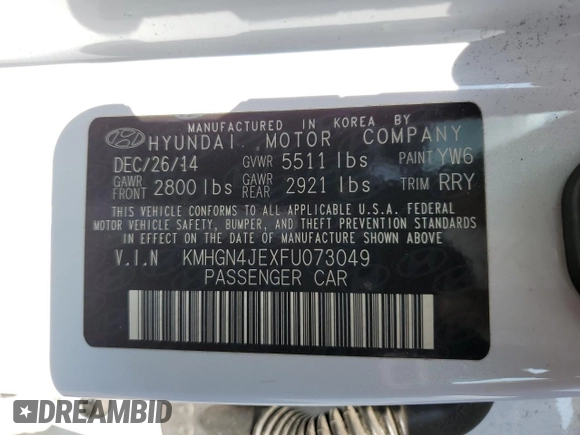 MANUFACTURED IN KOREA BY
HYUNDAI MOTOR COMPANY
DEC/26/14 GVWR 5511 lbs PAINT YW6
GAWR FRONT 2800 lbs GAWR REAR 2921 lbs TRIM RRY
THIS VEHICLE CONFORMS TO ALL APPLICABLE U.S.A. FEDERAL
MOTOR VEHICLE SAFETY, BUMPER, AND THEFT PREVENTION STANDARDS
IN EFFECT ON THE DATE OF MANUFACTURE SHOWN ABOVE
V.I.N KMHGN4JEXFU073049
PASSENGER CAR
DREAMBID